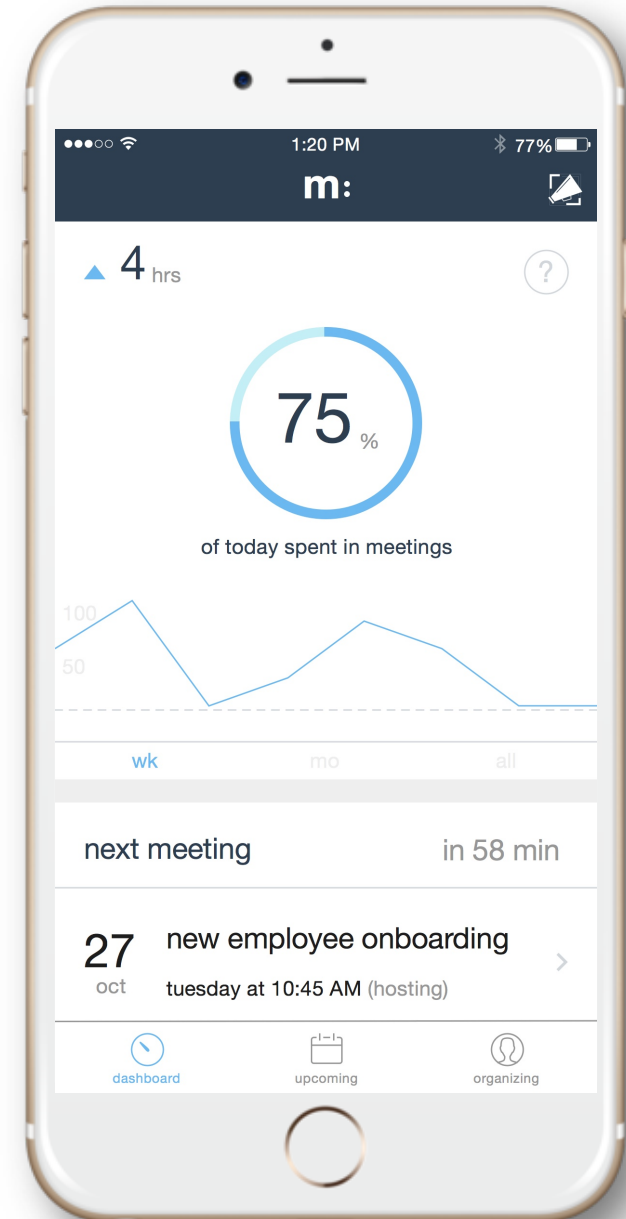 1:20 PM
77%
m:
4 hrs
?
75 %
of today spent in meetings
100
50
wk mo all
next meeting in 58 min
27 oct
new employee onboarding
tuesday at 10:45 AM (hosting)
dashboard upcoming organizing